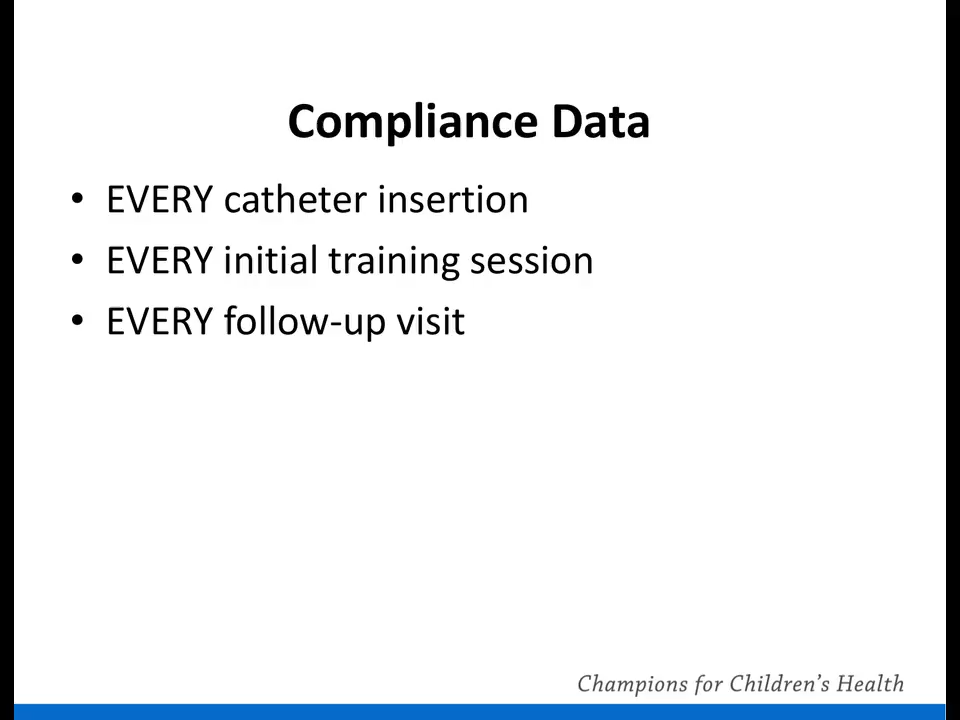 Compliance Data
• EVERY catheter insertion
• EVERY initial training session
• EVERY follow-up visit
Champions for Children’s Health